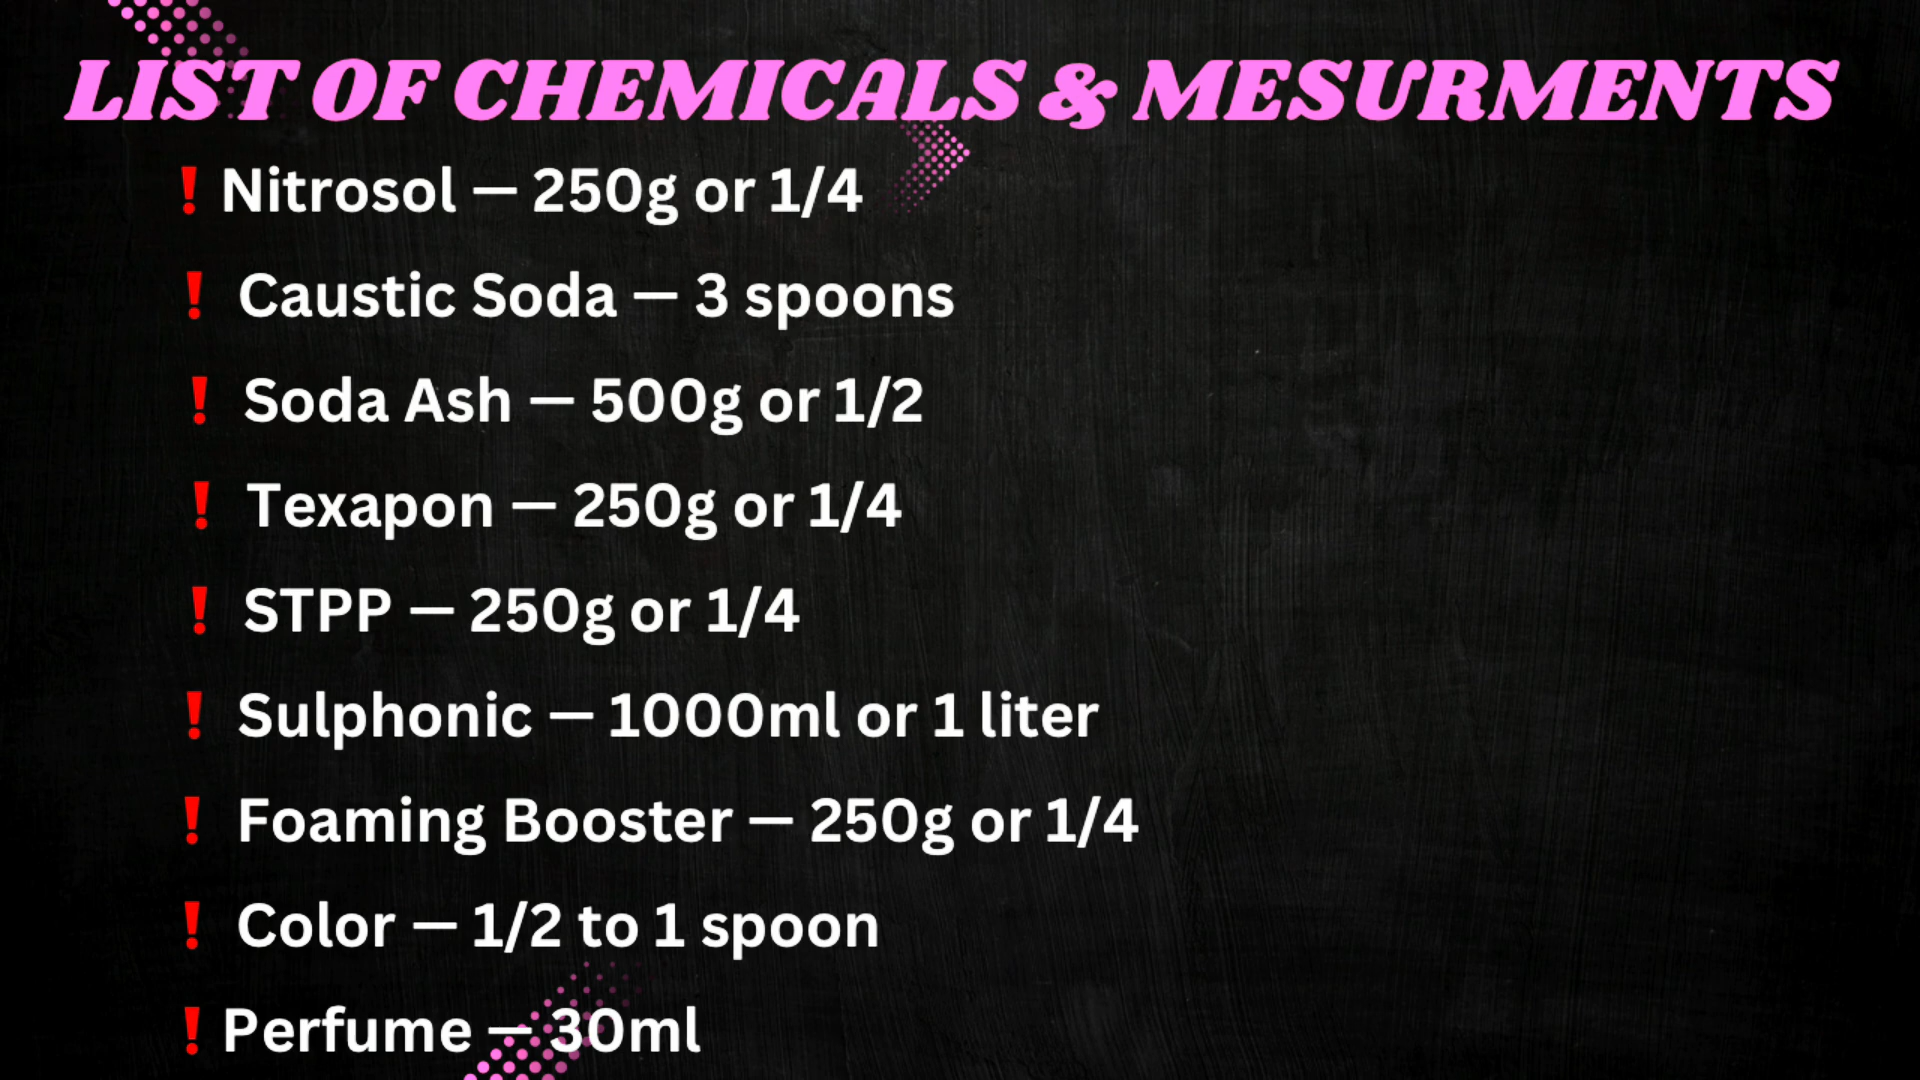 LIST OF CHEMICALS & MESURMENTS
❗Nitrosol — 250g or 1/4
❗ Caustic Soda — 3 spoons
❗ Soda Ash — 500g or 1/2
❗ Texapon — 250g or 1/4
❗ STPP — 250g or 1/4
❗ Sulphonic — 1000ml or 1 liter
❗ Foaming Booster — 250g or 1/4
❗ Color — 1/2 to 1 spoon
❗Perfume — 30ml